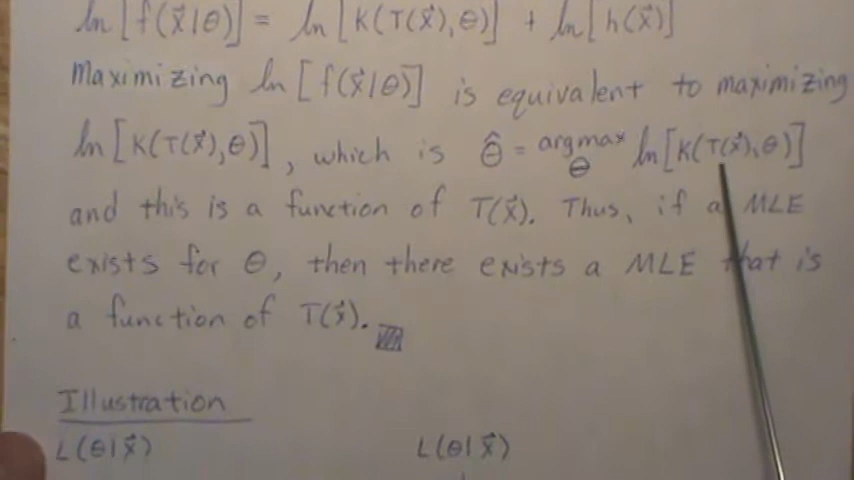 ln[f(x⃗|θ)] = ln[K(T(x⃗),θ)] + ln[h(x⃗)]
Maximizing ln[f(x⃗|θ)] is equivalent to maximizing
ln[K(T(x⃗),θ)], which is θ̂ = argmax ln[K(T(x⃗),θ)]
θ
and this is a function of T(x⃗). Thus, if a MLE
exists for θ, then there exists a MLE that is
a function of T(x⃗).
Illustration
L(θ|x⃗) L(θ|x⃗)